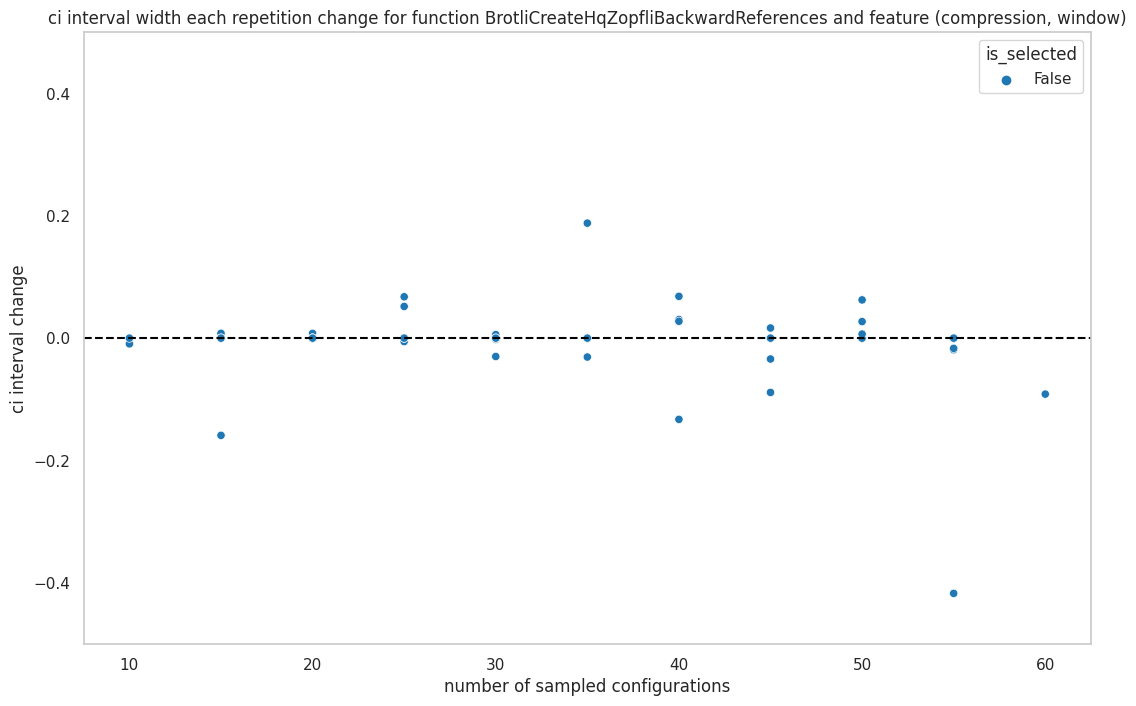 ci interval width each repetition change for function BrotliCreateHqZopfliBackwardReferences and feature (compression, window)
is_selected
False
ci interval change
0.4
0.2
0.0
−0.2
−0.4
10 20 30 40 50 60
number of sampled configurations